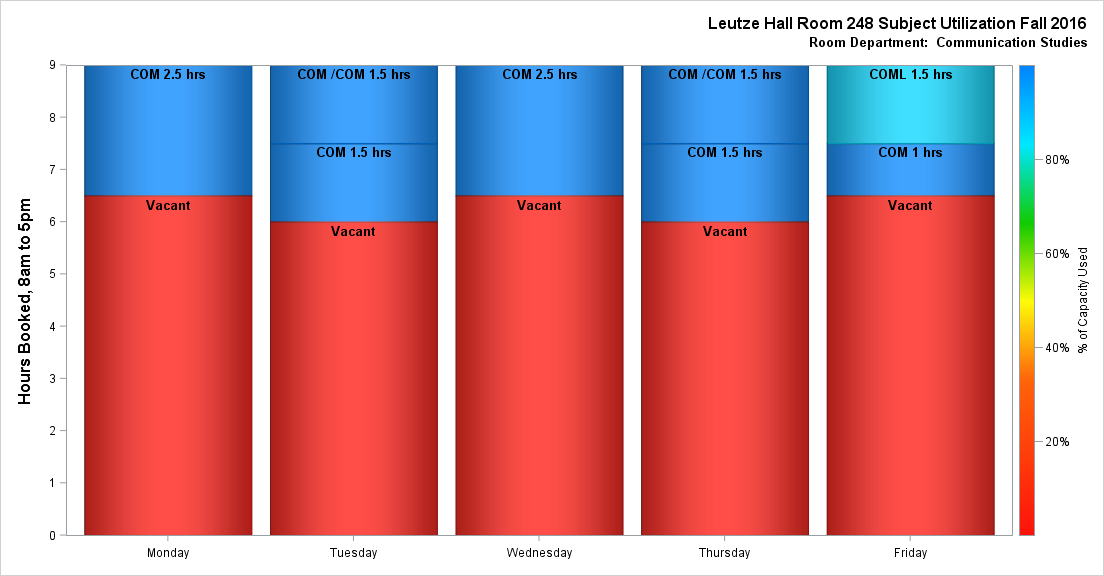 Leutze Hall Room 248 Subject Utilization Fall 2016
Room Department:  Communication Studies
Hours Booked, 8am to 5pm
9
8
7
6
5
4
3
2
1
0
COM 2.5 hrs
Vacant
COM /COM 1.5 hrs
COM 1.5 hrs
Vacant
COM 2.5 hrs
Vacant
COM /COM 1.5 hrs
COM 1.5 hrs
Vacant
COML 1.5 hrs
COM 1 hrs
Vacant
Monday
Tuesday
Wednesday
Thursday
Friday
80%
60%
40%
20%
% of Capacity Used